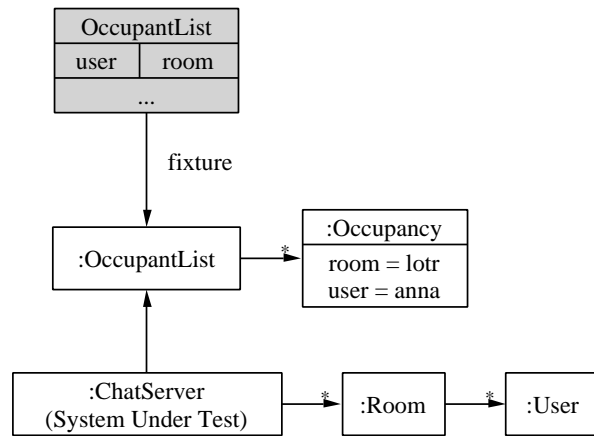 OccupantList
user room
...
fixture
:OccupantList
*
:Occupancy
room = lotr
user = anna
:ChatServer
(System Under Test)
*
:Room
*
:User